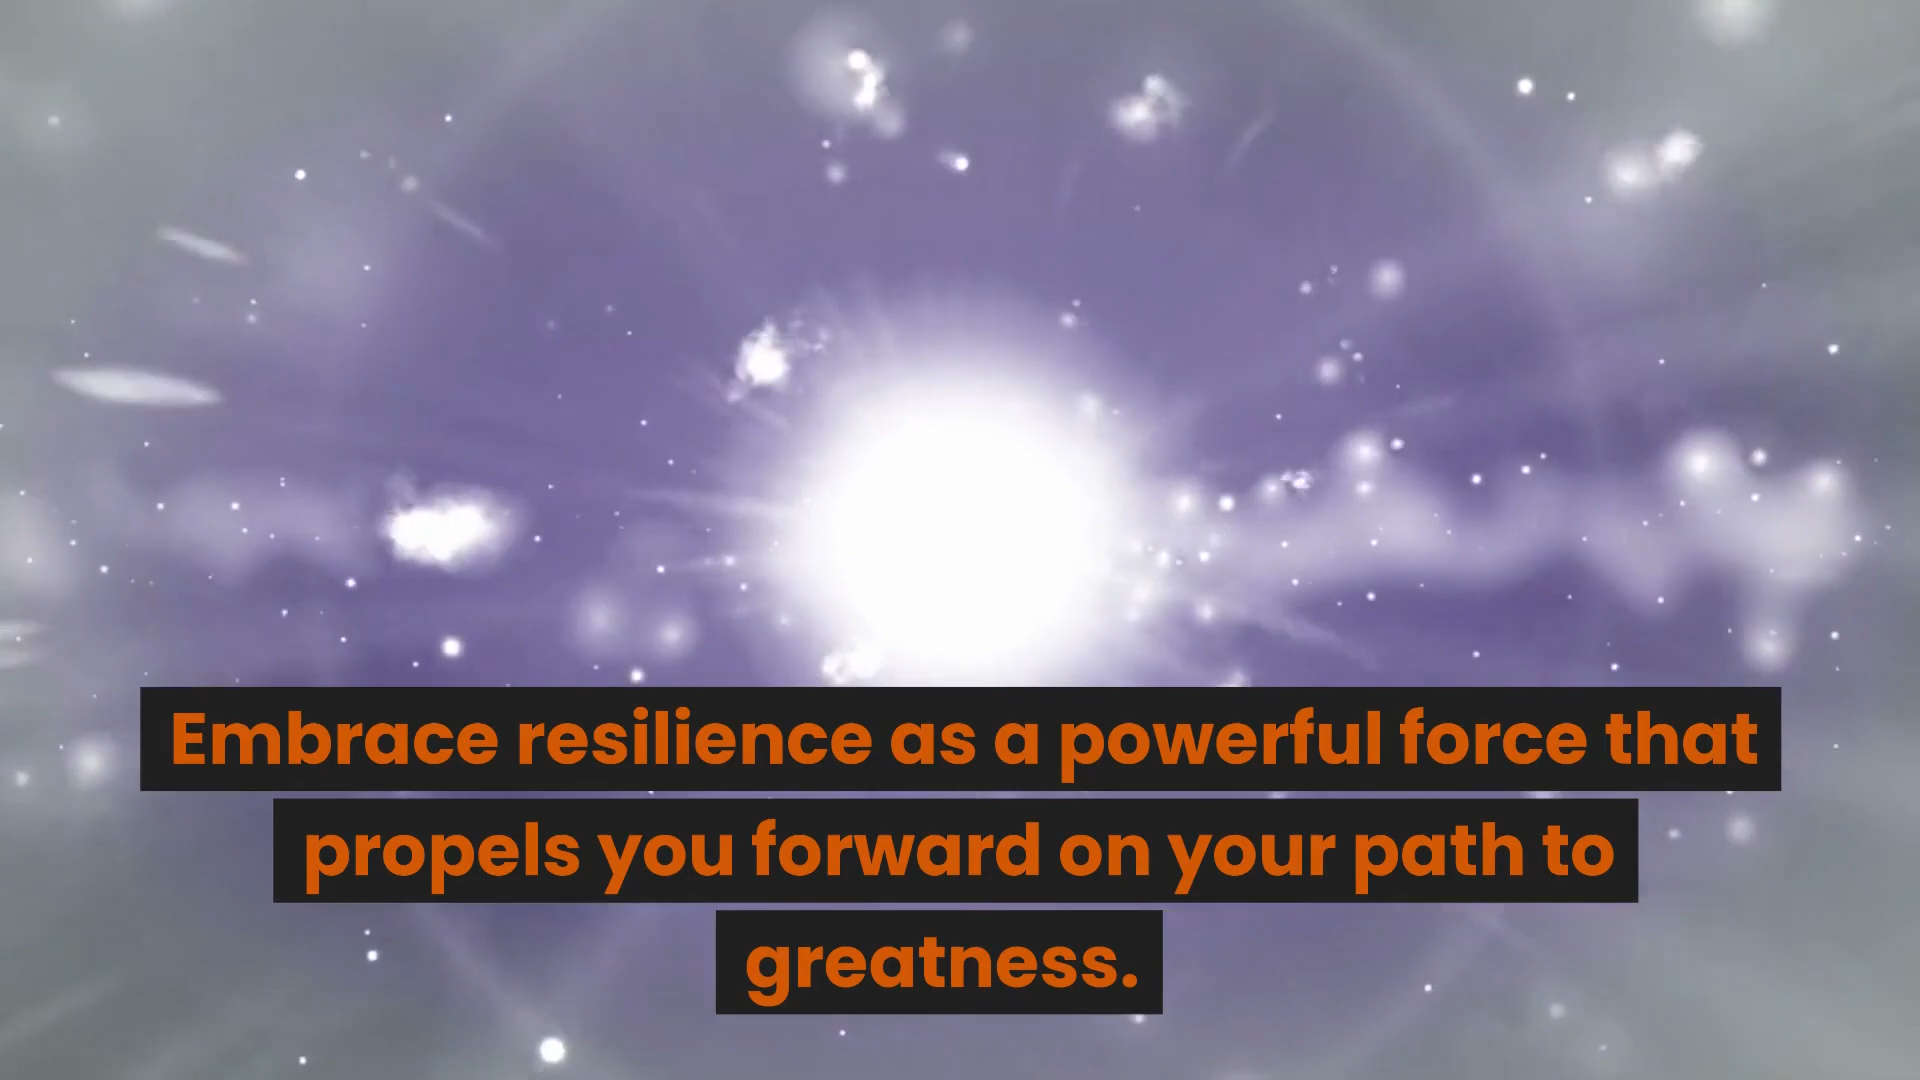 Embrace resilience as a powerful force that
propels you forward on your path to
greatness.